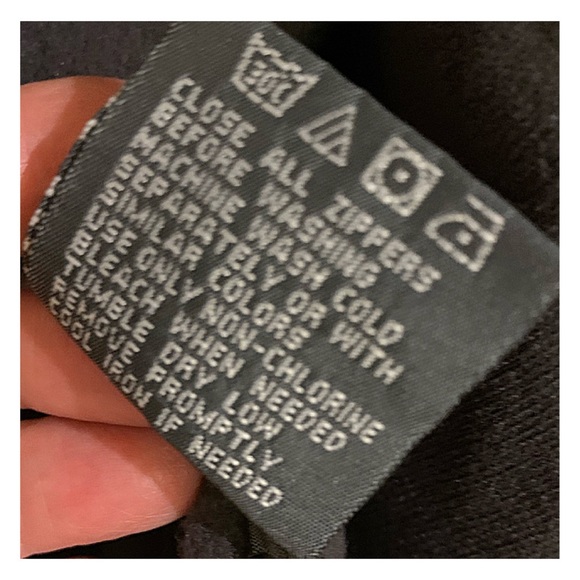 30C
CLOSE ALL ZIPPERS
BEFORE WASHING
MACHINE WASH COLD
SEPARATELY OR WITH
SIMILAR COLORS
USE ONLY NON-CHLORINE
BLEACH WHEN NEEDED
TUMBLE DRY LOW
REMOVE PROMPTLY
COOL IRON IF NEEDED